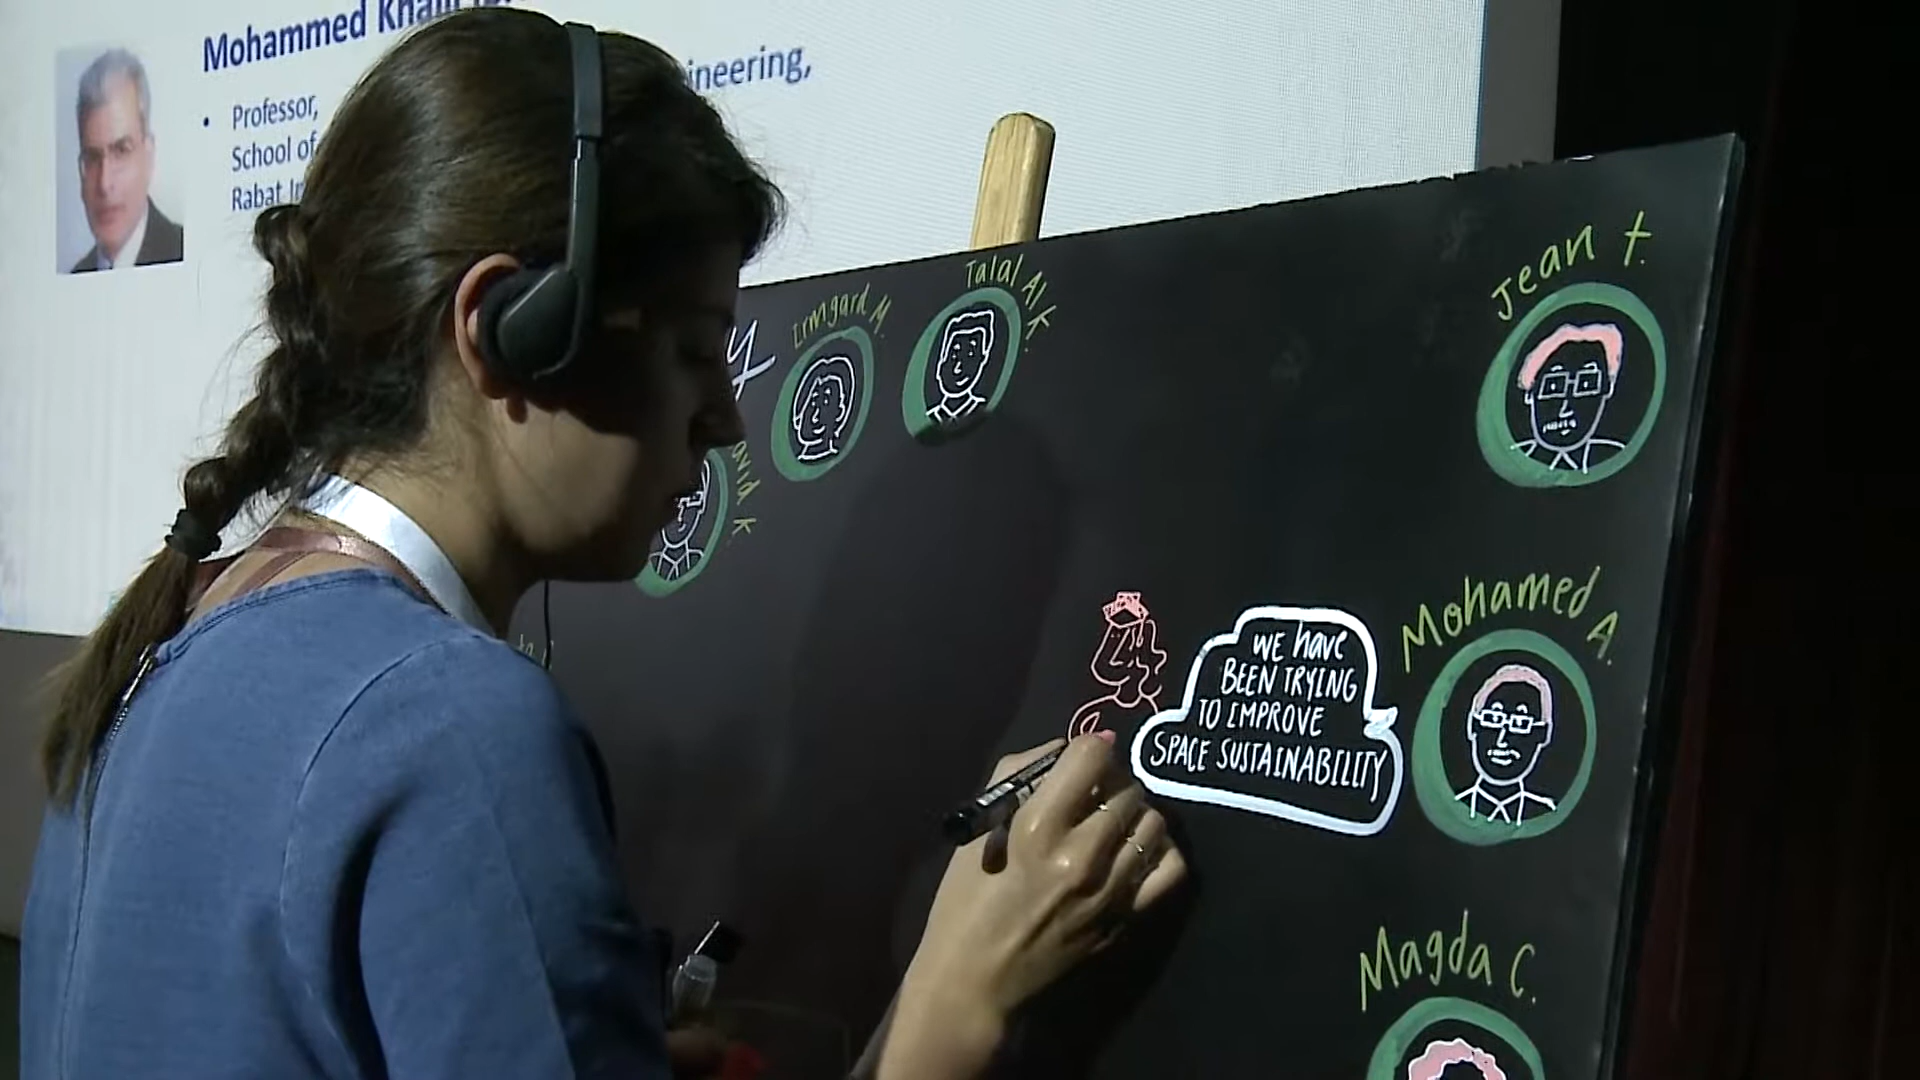 Mohammed Khalil
Professor,
ineering,
School of
Rabat
Irmgard M.
Talal Al K.
Jean t.
avid K.
Mohamed A.
WE have
BEEN TRYING
TO IMPROVE
SPACE SUSTAINABILITY
Magda C.